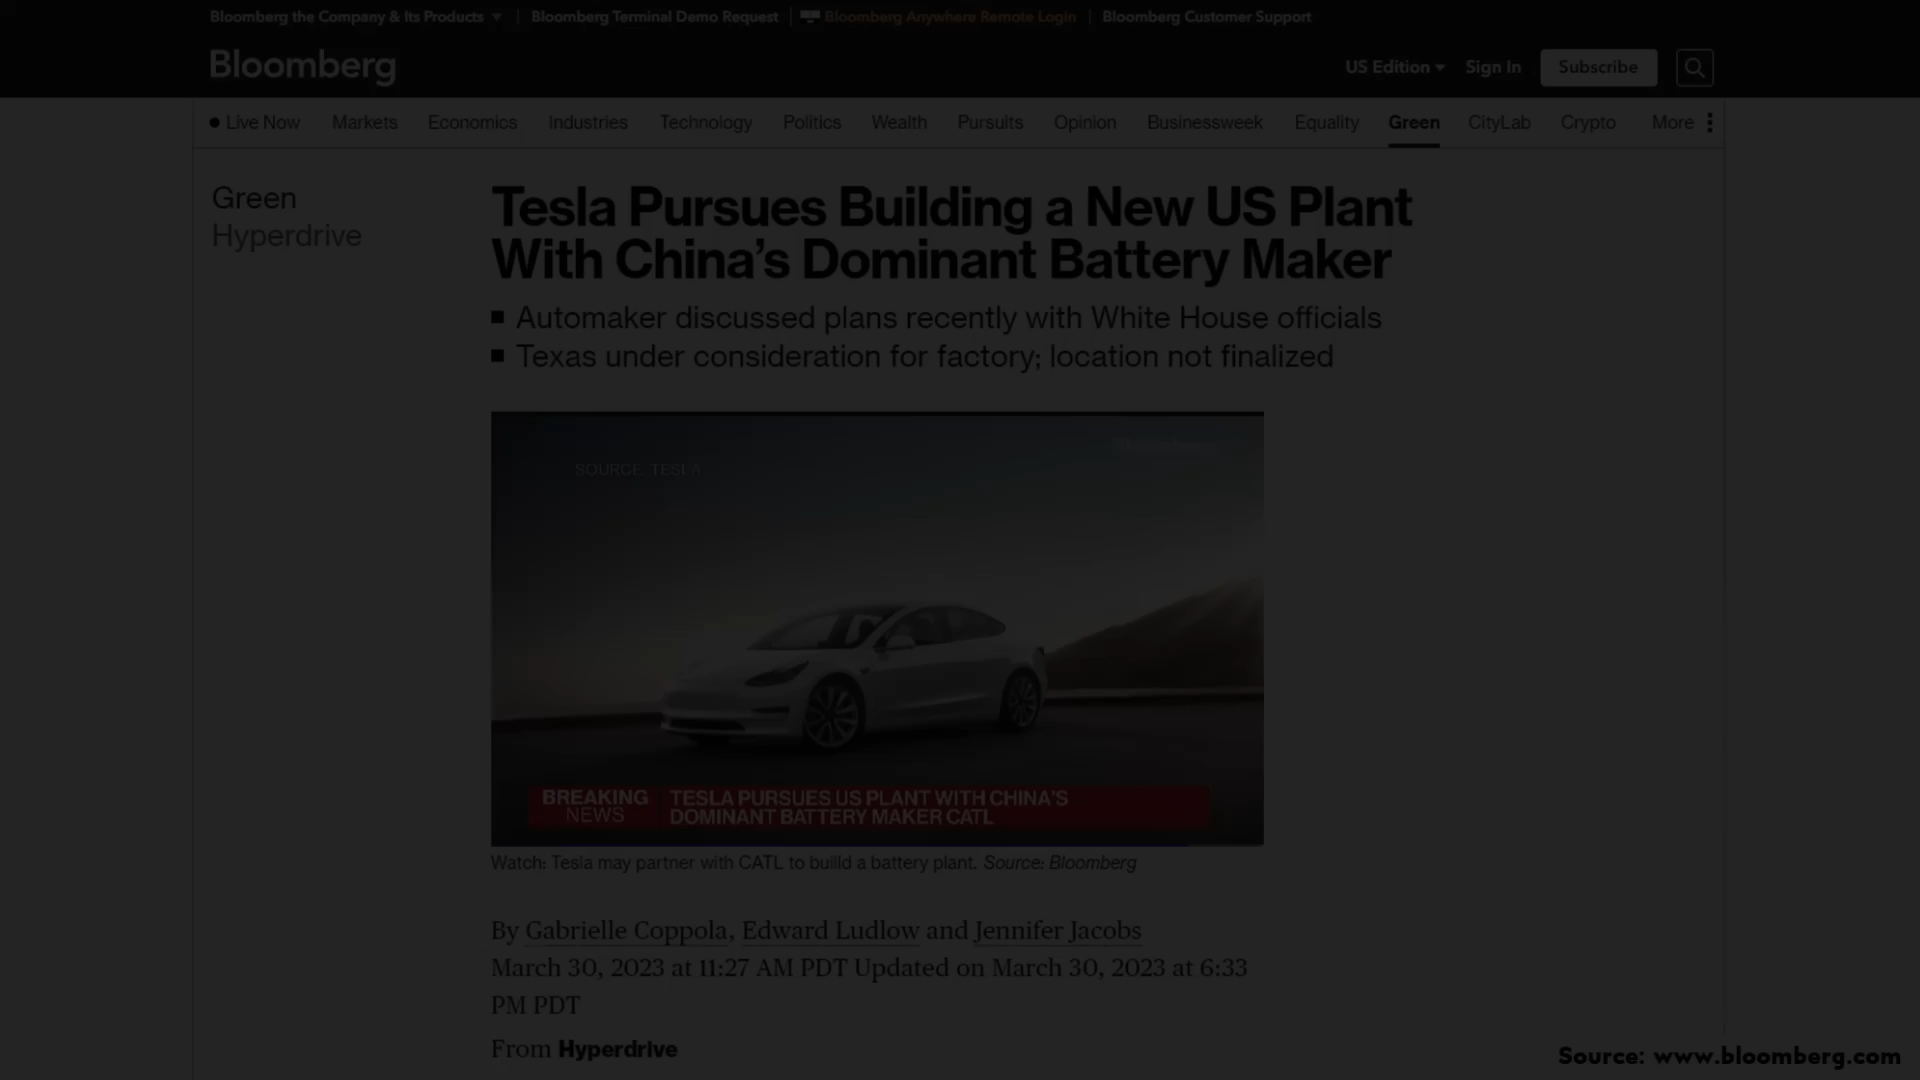 Bloomberg the Company & Its Products
Bloomberg Terminal Demo Request
Bloomberg Anywhere Remote Login
Bloomberg Customer Support
Bloomberg
US Edition
Sign In
Subscribe
Live Now
Markets
Economics
Industries
Technology
Politics
Wealth
Pursuits
Opinion
Businessweek
Equality
Green
CityLab
Crypto
More
Green
Hyperdrive
Tesla Pursues Building a New US Plant
With China’s Dominant Battery Maker
Automaker discussed plans recently with White House officials
Texas under consideration for factory; location not finalized
Bloomberg
SOURCE: TESLA
BREAKING
NEWS
TESLA PURSUES US PLANT WITH CHINA'S
DOMINANT BATTERY MAKER CATL
Watch: Tesla may partner with CATL to build a battery plant. Source: Bloomberg
By Gabrielle Coppola, Edward Ludlow and Jennifer Jacobs
March 30, 2023 at 11:27 AM PDT Updated on March 30, 2023 at 6:33
PM PDT
From Hyperdrive
Source: www.bloomberg.com